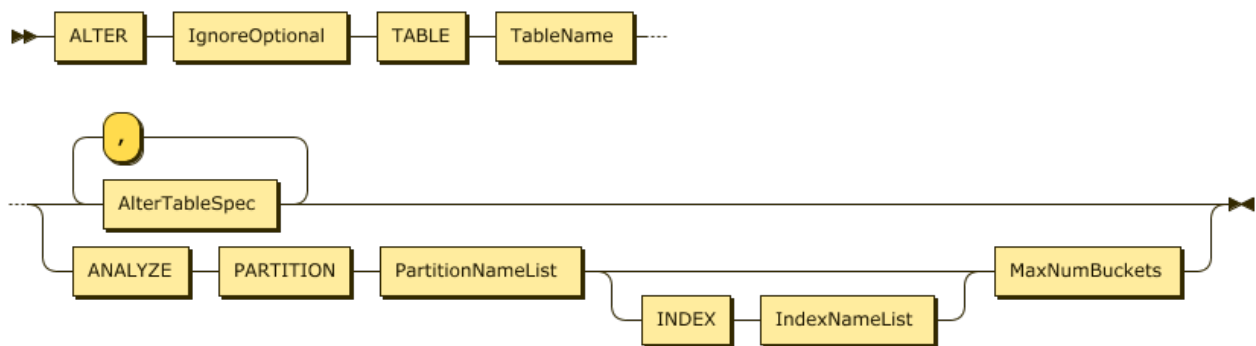 ALTER IgnoreOptional TABLE TableName
,
AlterTableSpec
ANALYZE PARTITION PartitionNameList MaxNumBuckets
INDEX IndexNameList